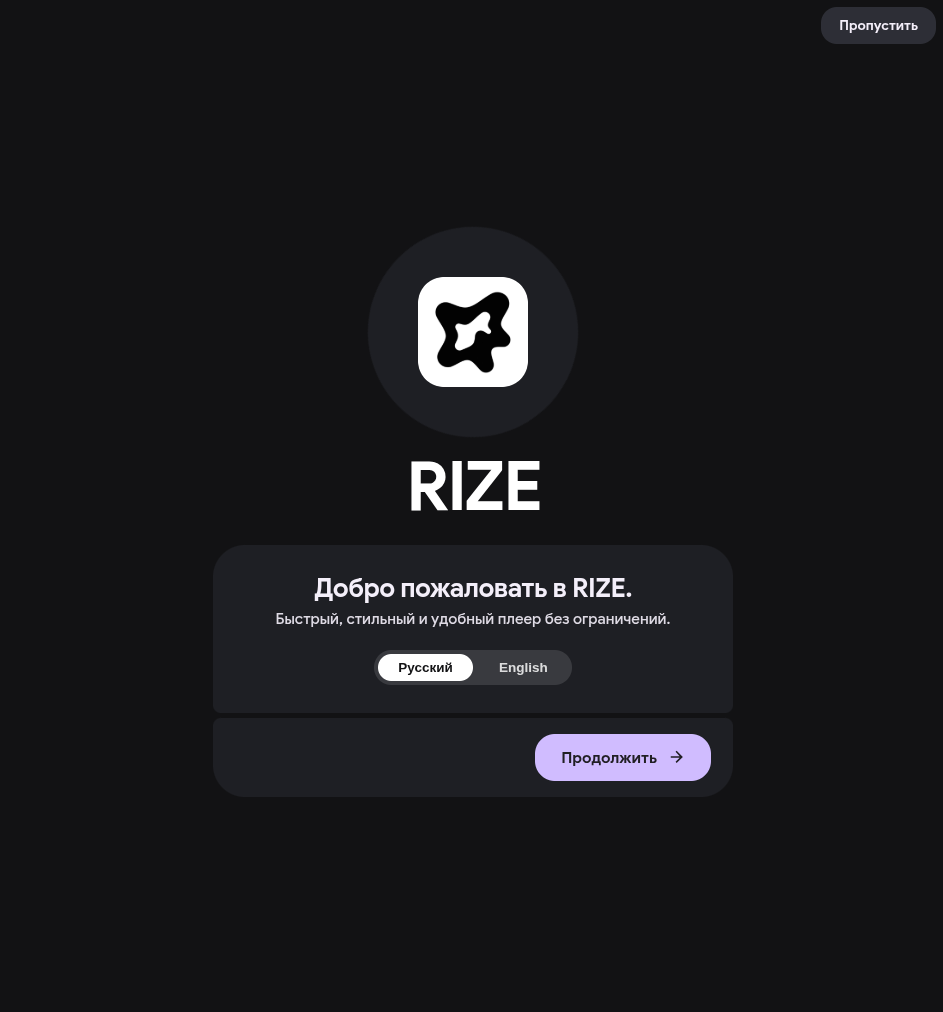 Пропустить
RIZE
Добро пожаловать в RIZE.
Быстрый, стильный и удобный плеер без ограничений.
Русский English
Продолжить →